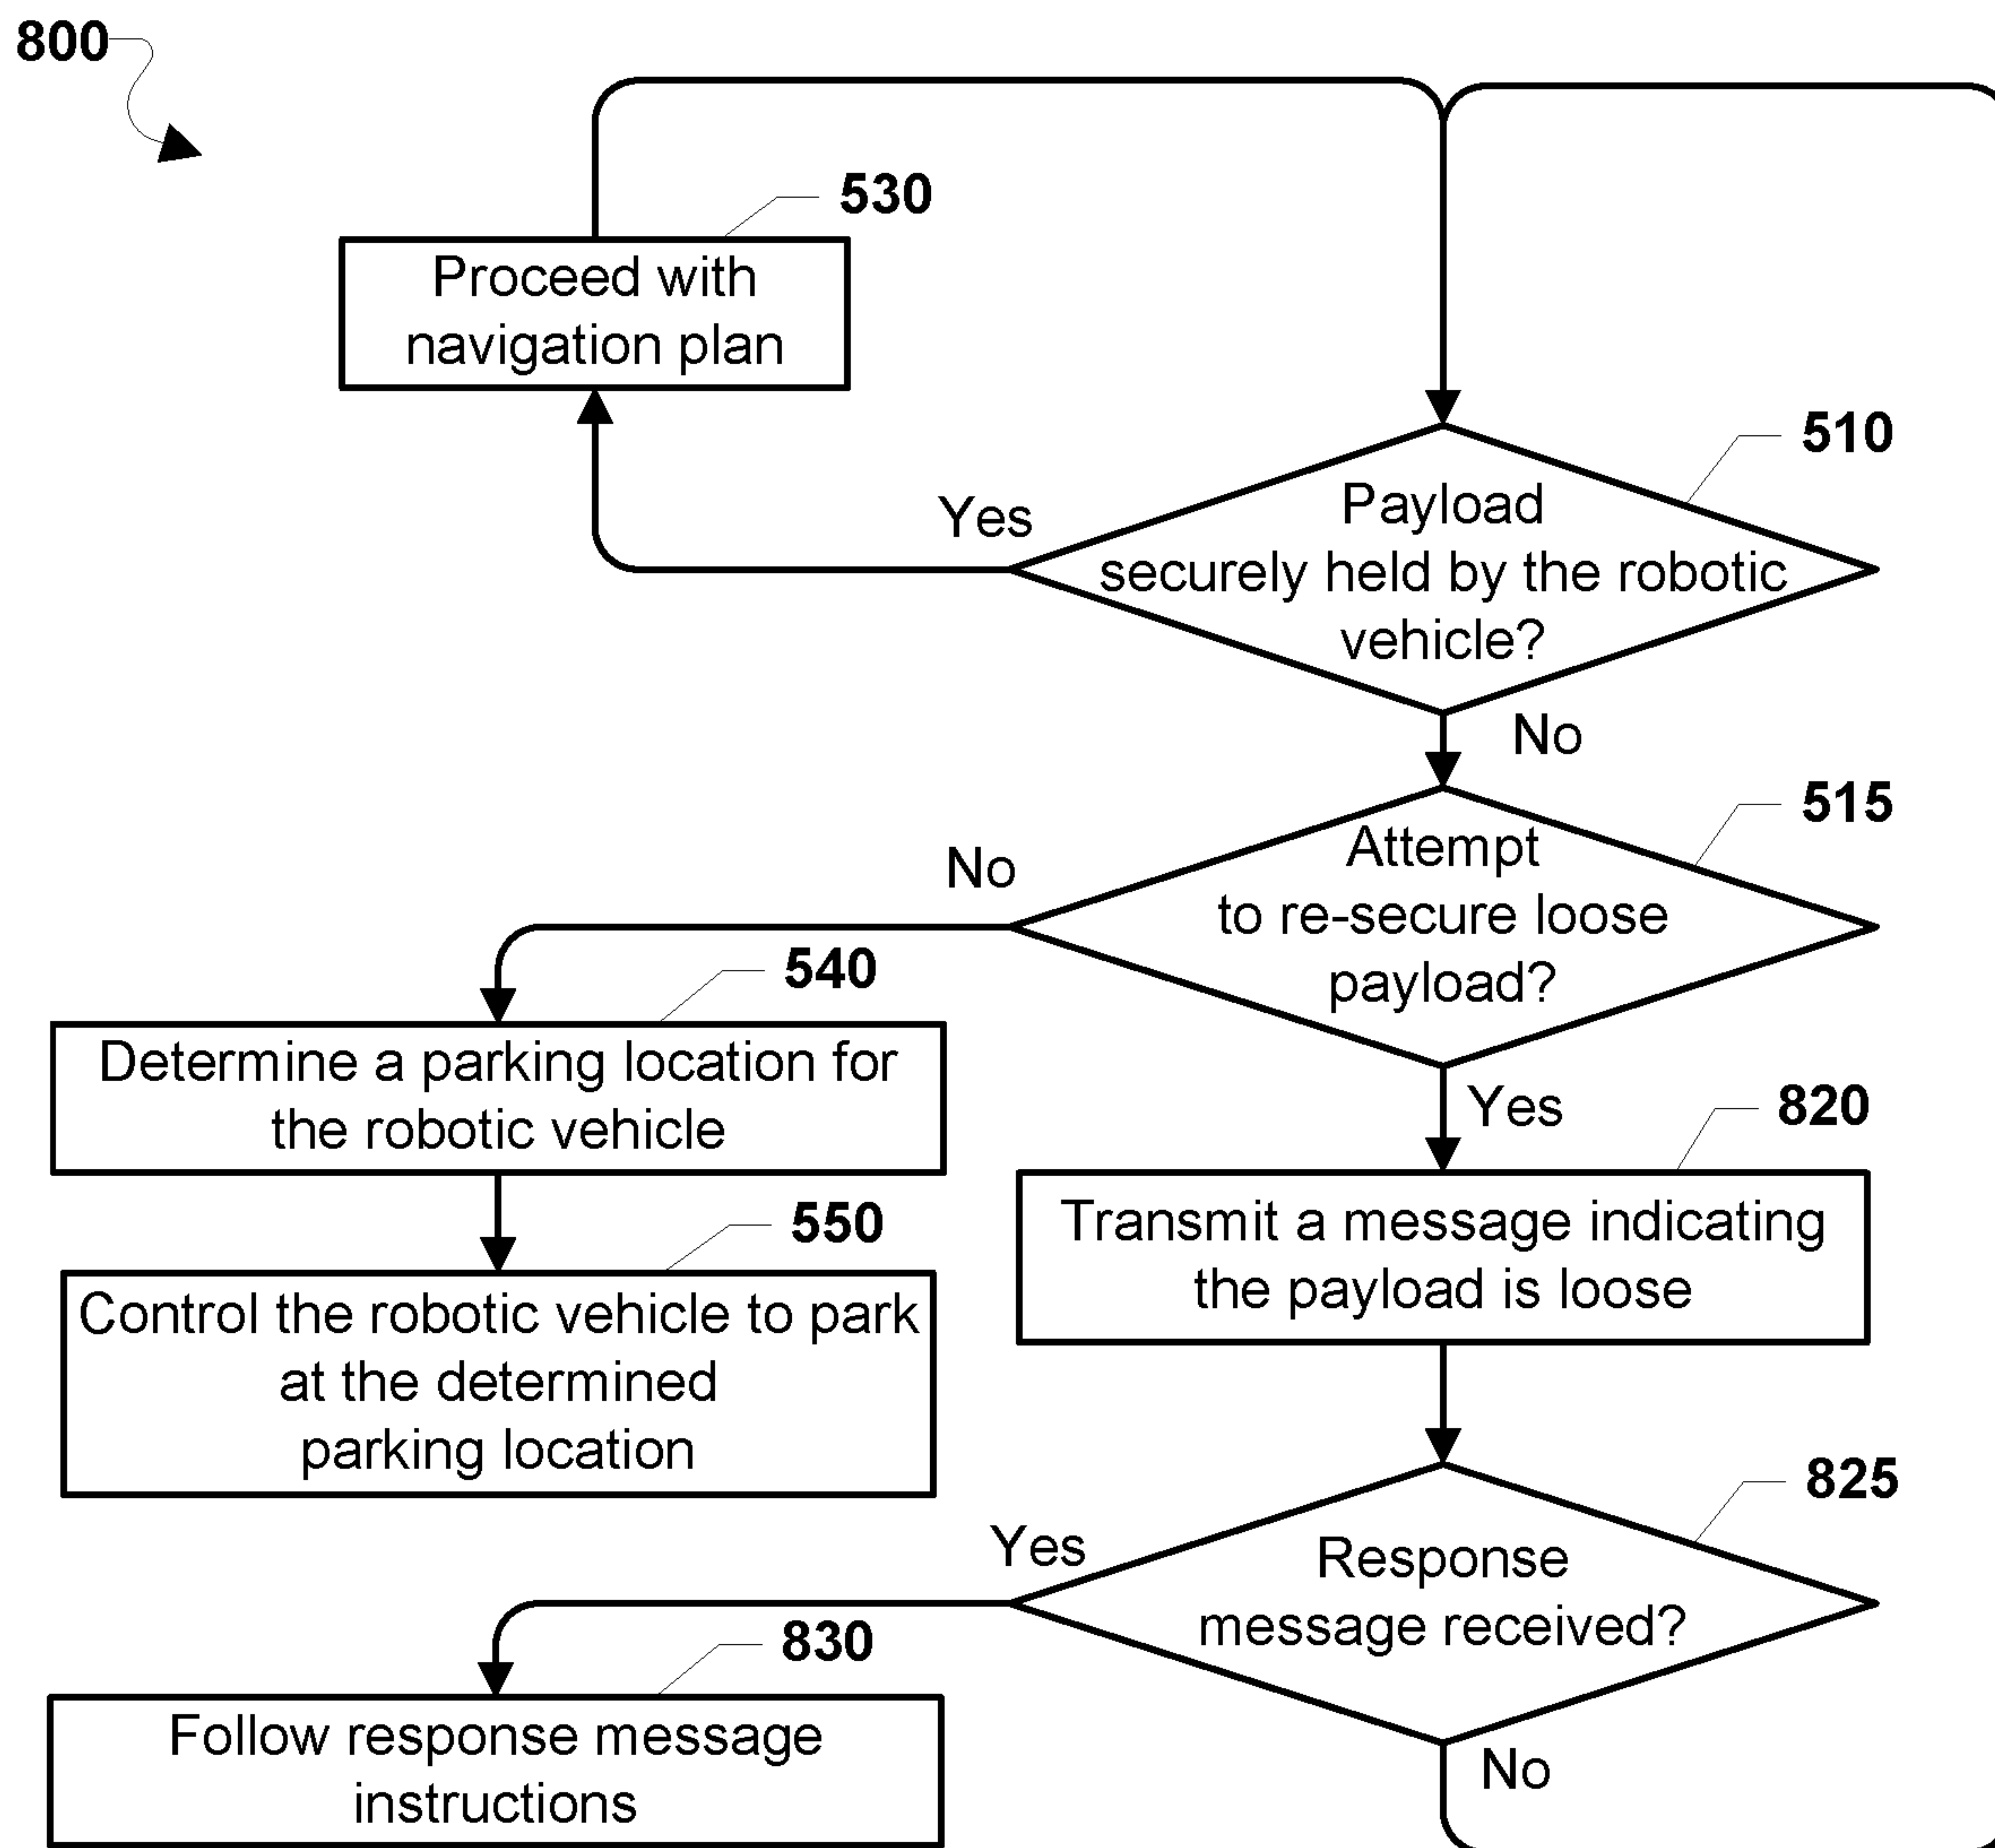 800
530
Proceed with
navigation plan
510
Yes
Payload
securely held by the robotic
vehicle?
No
515
No
Attempt
to re-secure loose
payload?
540
Determine a parking location for
the robotic vehicle
Yes
820
Transmit a message indicating
the payload is loose
550
Control the robotic vehicle to park
at the determined
parking location
825
Yes
Response
message received?
830
Follow response message
instructions
No